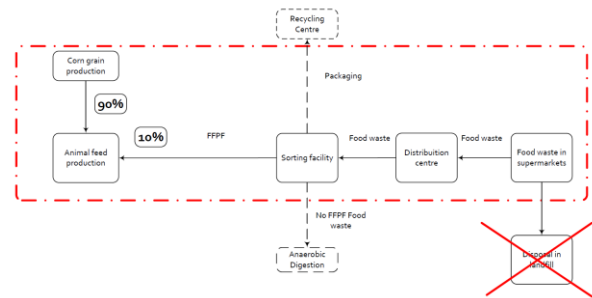 Recycling
Centre
Corn grain
production
Packaging
90%
10%
FFPF
Food waste
Food waste
Animal feed
production
Sorting facility
Distribuition
centre
Food waste in
supermarkets
No FFPF Food
waste
Anaerobic
Digestion
Disposal in
landfill